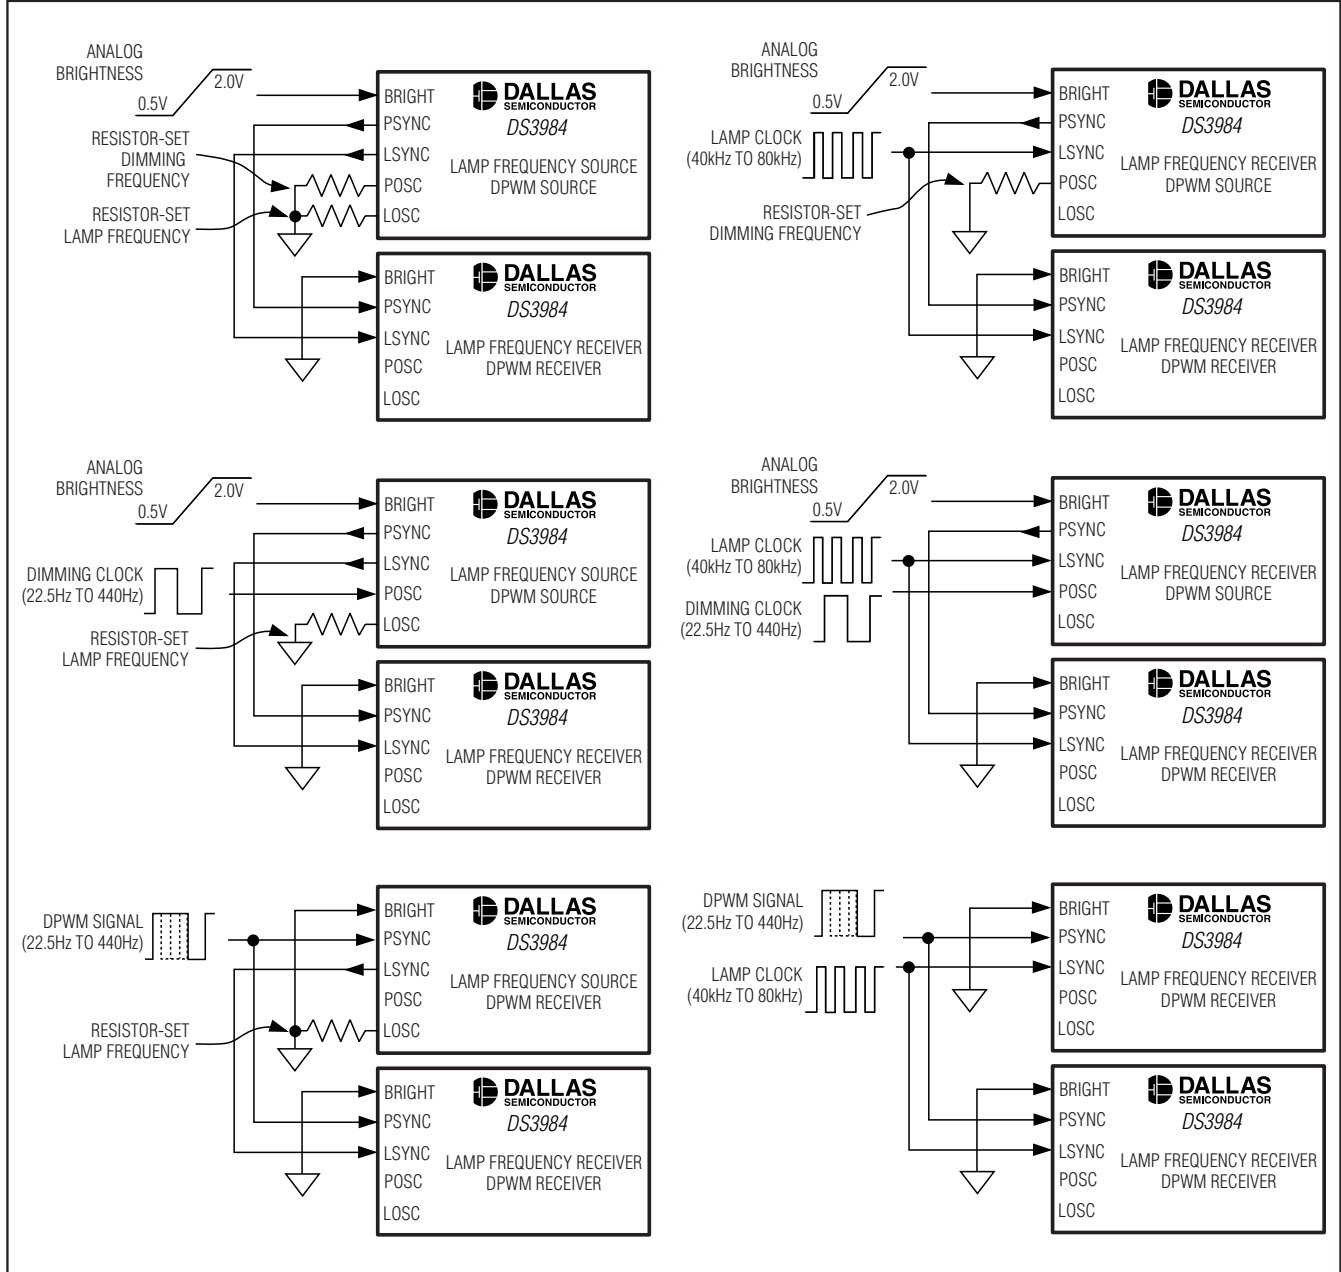 ANALOG
BRIGHTNESS
0.5V
2.0V
RESISTOR-SET
DIMMING
FREQUENCY
RESISTOR-SET
LAMP FREQUENCY
BRIGHT
PSYNC
LSYNC
POSC
LOSC
DALLAS
SEMICONDUCTOR
DS3984
LAMP FREQUENCY SOURCE
DPWM SOURCE
BRIGHT
PSYNC
LSYNC
POSC
LOSC
DALLAS
SEMICONDUCTOR
DS3984
LAMP FREQUENCY RECEIVER
DPWM RECEIVER
ANALOG
BRIGHTNESS
0.5V
2.0V
LAMP CLOCK
(40kHz TO 80kHz)
RESISTOR-SET
DIMMING FREQUENCY
BRIGHT
PSYNC
LSYNC
POSC
LOSC
DALLAS
SEMICONDUCTOR
DS3984
LAMP FREQUENCY RECEIVER
DPWM SOURCE
BRIGHT
PSYNC
LSYNC
POSC
LOSC
DALLAS
SEMICONDUCTOR
DS3984
LAMP FREQUENCY RECEIVER
DPWM RECEIVER
ANALOG
BRIGHTNESS
0.5V
2.0V
DIMMING CLOCK
(22.5Hz TO 440Hz)
RESISTOR-SET
LAMP FREQUENCY
BRIGHT
PSYNC
LSYNC
POSC
LOSC
DALLAS
SEMICONDUCTOR
DS3984
LAMP FREQUENCY SOURCE
DPWM SOURCE
BRIGHT
PSYNC
LSYNC
POSC
LOSC
DALLAS
SEMICONDUCTOR
DS3984
LAMP FREQUENCY RECEIVER
DPWM RECEIVER
ANALOG
BRIGHTNESS
0.5V
2.0V
LAMP CLOCK
(40kHz TO 80kHz)
DIMMING CLOCK
(22.5Hz TO 440Hz)
BRIGHT
PSYNC
LSYNC
POSC
LOSC
DALLAS
SEMICONDUCTOR
DS3984
LAMP FREQUENCY RECEIVER
DPWM SOURCE
BRIGHT
PSYNC
LSYNC
POSC
LOSC
DALLAS
SEMICONDUCTOR
DS3984
LAMP FREQUENCY RECEIVER
DPWM RECEIVER
DPWM SIGNAL
(22.5Hz TO 440Hz)
RESISTOR-SET
LAMP FREQUENCY
BRIGHT
PSYNC
LSYNC
POSC
LOSC
DALLAS
SEMICONDUCTOR
DS3984
LAMP FREQUENCY SOURCE
DPWM RECEIVER
BRIGHT
PSYNC
LSYNC
POSC
LOSC
DALLAS
SEMICONDUCTOR
DS3984
LAMP FREQUENCY RECEIVER
DPWM RECEIVER
DPWM SIGNAL
(22.5Hz TO 440Hz)
LAMP CLOCK
(40kHz TO 80kHz)
BRIGHT
PSYNC
LSYNC
POSC
LOSC
DALLAS
SEMICONDUCTOR
DS3984
LAMP FREQUENCY RECEIVER
DPWM RECEIVER
BRIGHT
PSYNC
LSYNC
POSC
LOSC
DALLAS
SEMICONDUCTOR
DS3984
LAMP FREQUENCY RECEIVER
DPWM RECEIVER